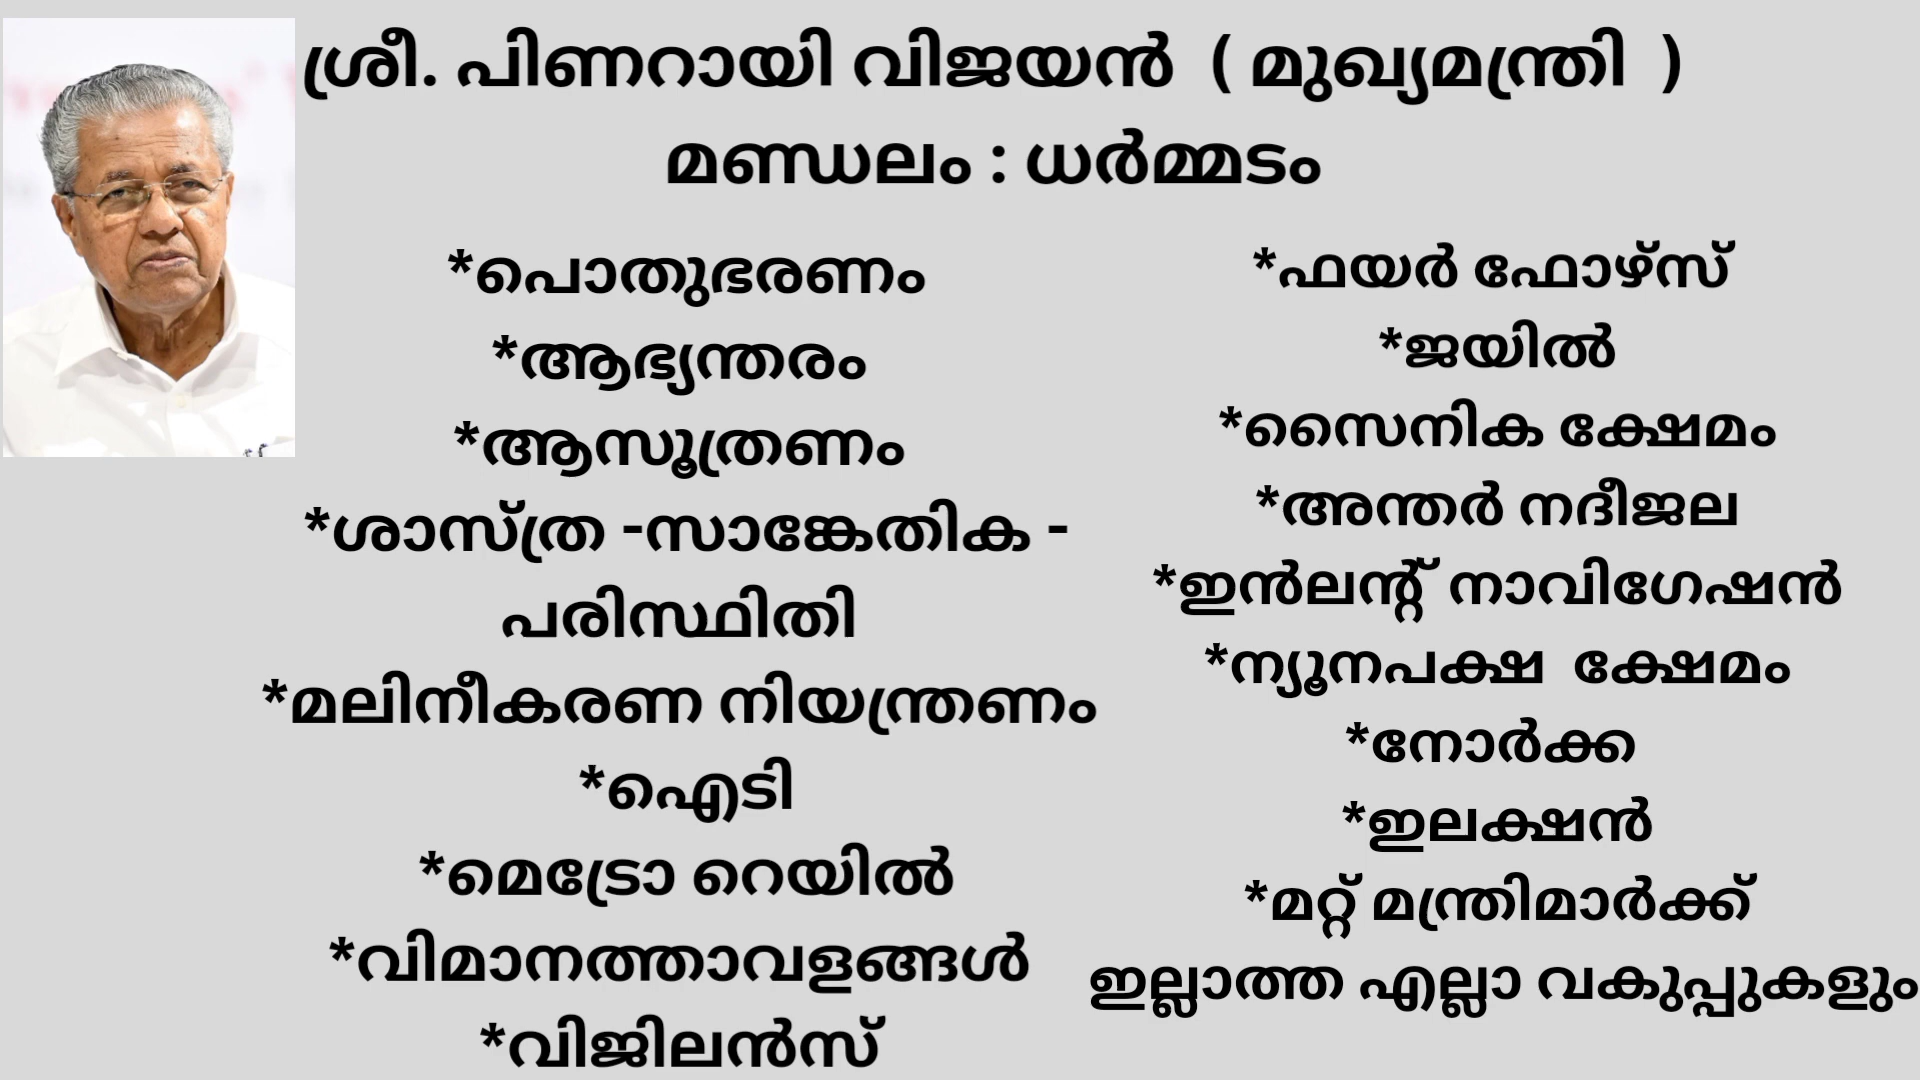 ശ്രീ. പിണറായി വിജയൻ ( മുഖ്യമന്ത്രി )
മണ്ഡലം : ധർമ്മടം
*പൊതുഭരണം
*ആഭ്യന്തരം
*ആസൂത്രണം
*ശാസ്ത്ര -സാങ്കേതിക -
പരിസ്ഥിതി
*മലിനീകരണ നിയന്ത്രണം
*ഐടി
*മെട്രോ റെയിൽ
*വിമാനത്താവളങ്ങൾ
*വിജിലൻസ്
*ഫയർ ഫോഴ്സ്
*ജയിൽ
*സൈനിക ക്ഷേമം
*അന്തർ നദീജല
*ഇൻലന്റ് നാവിഗേഷൻ
*ന്യൂനപക്ഷ ക്ഷേമം
*നോർക്ക
*ഇലക്ഷൻ
*മറ്റ് മന്ത്രിമാർക്ക്
ഇല്ലാത്ത എല്ലാ വകുപ്പുകളും